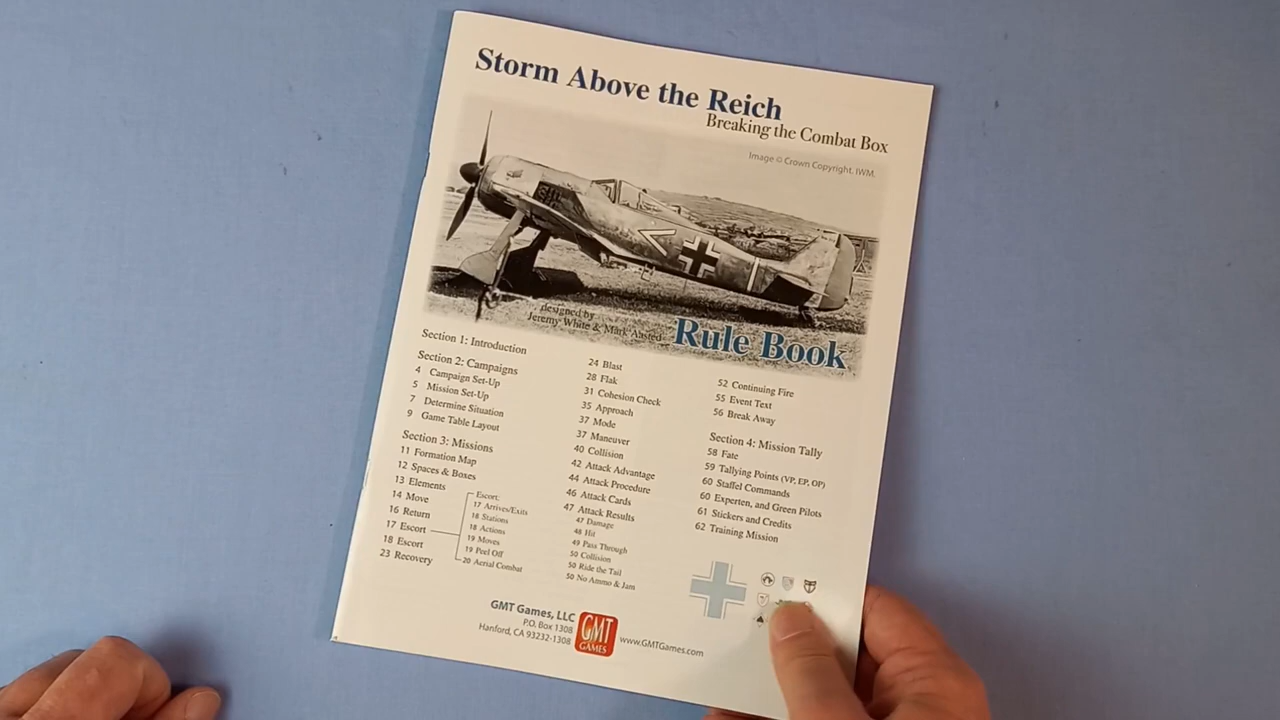 Storm Above the Reich
Breaking the Combat Box
Image © Crown Copyright. IWM.
designed by
Jeremy White & Mark Aasted
Rule Book
Section 1: Introduction
Section 2: Campaigns
4 Campaign Set-Up
5 Mission Set-Up
7 Determine Situation
9 Game Table Layout
Section 3: Missions
11 Formation Map
12 Spaces & Boxes
13 Elements
14 Move
16 Return
17 Escort
18 Escort
23 Recovery
Escort:
17 Arrives/Exits
18 Stations
18 Actions
19 Moves
19 Peel Off
20 Aerial Combat
24 Blast
28 Flak
31 Cohesion Check
35 Approach
37 Mode
37 Maneuver
40 Collision
42 Attack Advantage
44 Attack Procedure
46 Attack Cards
47 Attack Results
47 Damage
48 Hit
49 Pass Through
50 Collision
50 Ride the Tail
50 No Ammo & Jam
52 Continuing Fire
55 Event Text
56 Break Away
Section 4: Mission Tally
58 Fate
59 Tallying Points (VP, EP, OP)
60 Staffel Commands
60 Experten, and Green Pilots
61 Stickers and Credits
62 Training Mission
GMT Games, LLC
P.O. Box 1308
Hanford, CA 93232-1308
GMT
GAMES
www.GMTGames.com